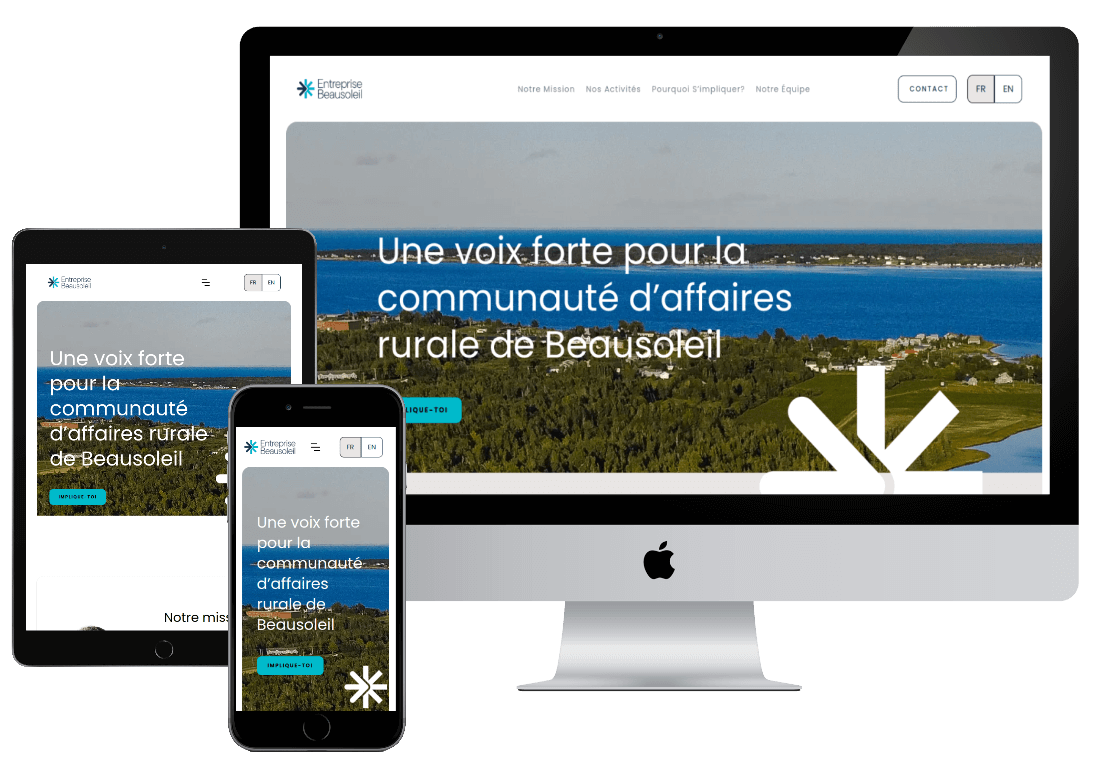 Entreprise
Beausoleil
Notre Mission
Nos Activités
Pourquoi S'impliquer?
Notre Équipe
CONTACT
FR
EN
Une voix forte pour la
communauté d'affaires
rurale de Beausoleil
LIQUE-TOI
Entreprise
Beausoleil
FR
EN
Une voix forte
pour la
communauté
d'affaires rurale
de Beausoleil
IMPLIQUE-TOI
Notre miss
Entreprise
Beausoleil
FR
EN
Une voix forte
pour la
communauté
d'affaires
rurale de
Beausoleil
IMPLIQUE-TOI